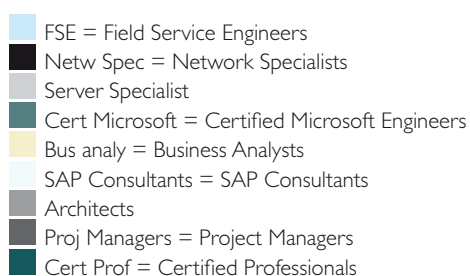 FSE = Field Service Engineers
Netw Spec = Network Specialists
Server Specialist
Cert Microsoft = Certified Microsoft Engineers
Bus analy = Business Analysts
SAP Consultants = SAP Consultants
Architects
Proj Managers = Project Managers
Cert Prof = Certified Professionals